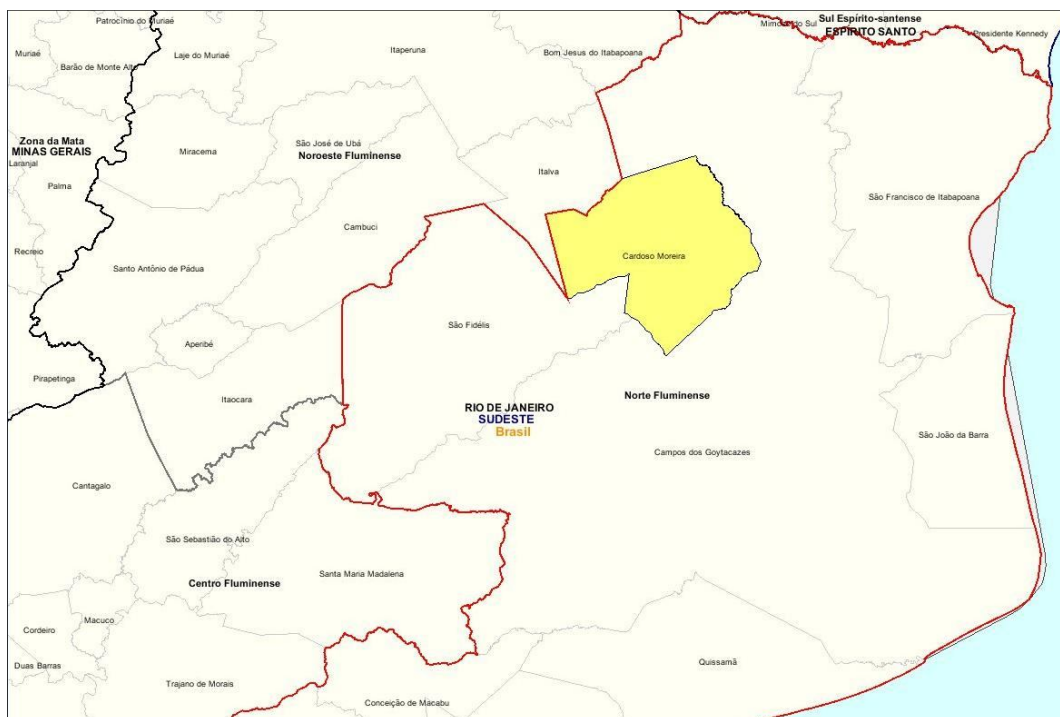 Patrocínio do Muriaé
Sul Espírito-santense
Mimoso do Sul
ESPÍRITO SANTO
Presidente Kennedy
Muriaé
Laje do Muriaé
Itaperuna
Bom Jesus do Itabapoana
Barão de Monte Alto
Zona da Mata
MINAS GERAIS
Laranjal
Miracema
São José de Ubá
Noroeste Fluminense
Italva
Palma
São Francisco de Itabapoana
Cambuci
Recreio
Santo Antônio de Pádua
Cardoso Moreira
São Fidélis
Aperibé
Pirapetinga
Itaocara
RIO DE JANEIRO
SUDESTE
Brasil
Norte Fluminense
São João da Barra
Campos dos Goytacazes
Cantagalo
São Sebastião do Alto
Centro Fluminense
Santa Maria Madalena
Macuco
Cordeiro
Duas Barras
Trajano de Morais
Quissamã
Conceição de Macabu